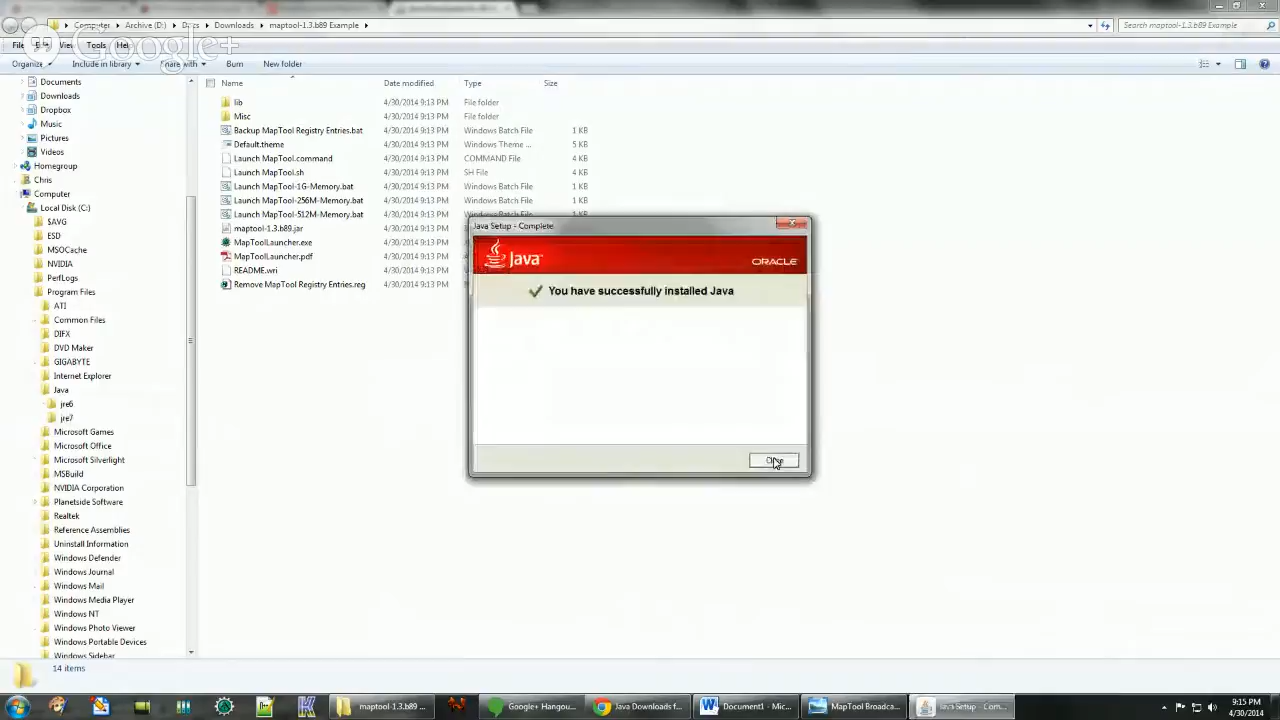 Computer ▸ Archive (D:) ▸ Docs ▸ Downloads ▸ maptool-1.3.b89 Example ▸
Search maptool-1.3.b89 Example
Google+
File Edit View Tools Help
Organize Include in library Share with Burn New folder
Name Date modified Type Size
Documents
Downloads
Dropbox
Music
Pictures
Videos
Homegroup
Chris
Computer
Local Disk (C:)
$AVG
ESD
MSOCache
NVIDIA
PerfLogs
Program Files
ATI
Common Files
DIFX
DVD Maker
GIGABYTE
Internet Explorer
Java
jre6
jre7
Microsoft Games
Microsoft Office
Microsoft Silverlight
MSBuild
NVIDIA Corporation
Planetside Software
Realtek
Reference Assemblies
Uninstall Information
Windows Defender
Windows Journal
Windows Mail
Windows Media Player
Windows NT
Windows Photo Viewer
Windows Portable Devices
Windows Sidebar
lib 4/30/2014 9:13 PM File folder
Misc 4/30/2014 9:13 PM File folder
Backup MapTool Registry Entries.bat 4/30/2014 9:13 PM Windows Batch File 1 KB
Default.theme 4/30/2014 9:13 PM Windows Theme ... 5 KB
Launch MapTool.command 4/30/2014 9:13 PM COMMAND File 4 KB
Launch MapTool.sh 4/30/2014 9:13 PM SH File 4 KB
Launch MapTool-1G-Memory.bat 4/30/2014 9:13 PM Windows Batch File 1 KB
Launch MapTool-256M-Memory.bat 4/30/2014 9:13 PM Windows Batch File 1 KB
Launch MapTool-512M-Memory.bat 4/30/2014 9:13 PM Windows Batch File 1 KB
maptool-1.3.b89.jar 4/30/2014 9:13 PM
MapToolLauncher.exe 4/30/2014 9:13 PM
MapToolLauncher.pdf 4/30/2014 9:13 PM
README.wri 4/30/2014 9:13 PM
Remove MapTool Registry Entries.reg 4/30/2014 9:13 PM
Java Setup - Complete
Java
ORACLE
You have successfully installed Java
Close
14 items
maptool-1.3.b89 ... Google+ Hangou... Java Downloads f... Document1 - Mic... MapTool Broadca... Java Setup - Com...
9:15 PM
4/30/2014